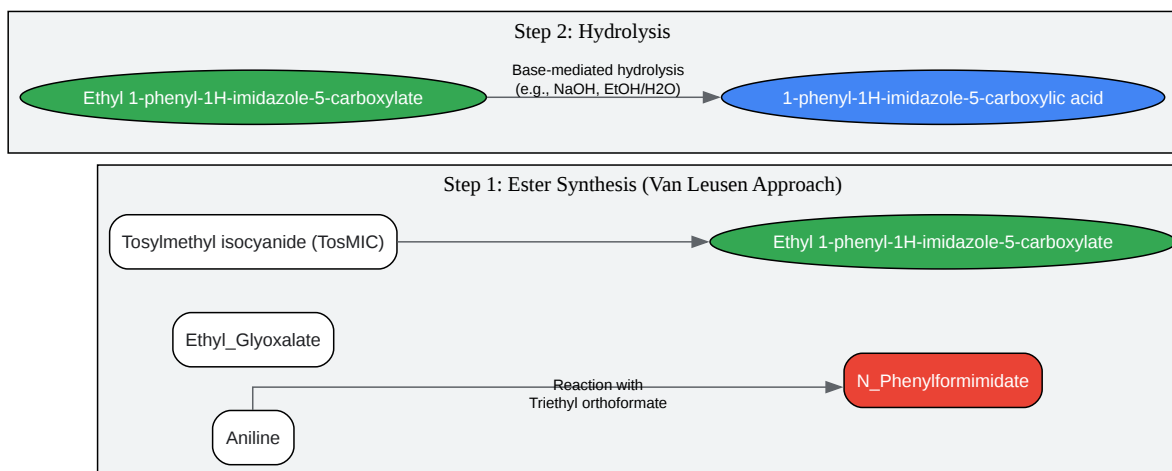 Step 2: Hydrolysis
Ethyl 1-phenyl-1H-imidazole-5-carboxylate
Base-mediated hydrolysis
(e.g., NaOH, EtOH/H2O)
1-phenyl-1H-imidazole-5-carboxylic acid
Step 1: Ester Synthesis (Van Leusen Approach)
Tosylmethyl isocyanide (TosMIC)
Ethyl 1-phenyl-1H-imidazole-5-carboxylate
Ethyl_Glyoxalate
Reaction with
Triethyl orthoformate
N_Phenylformimidate
Aniline